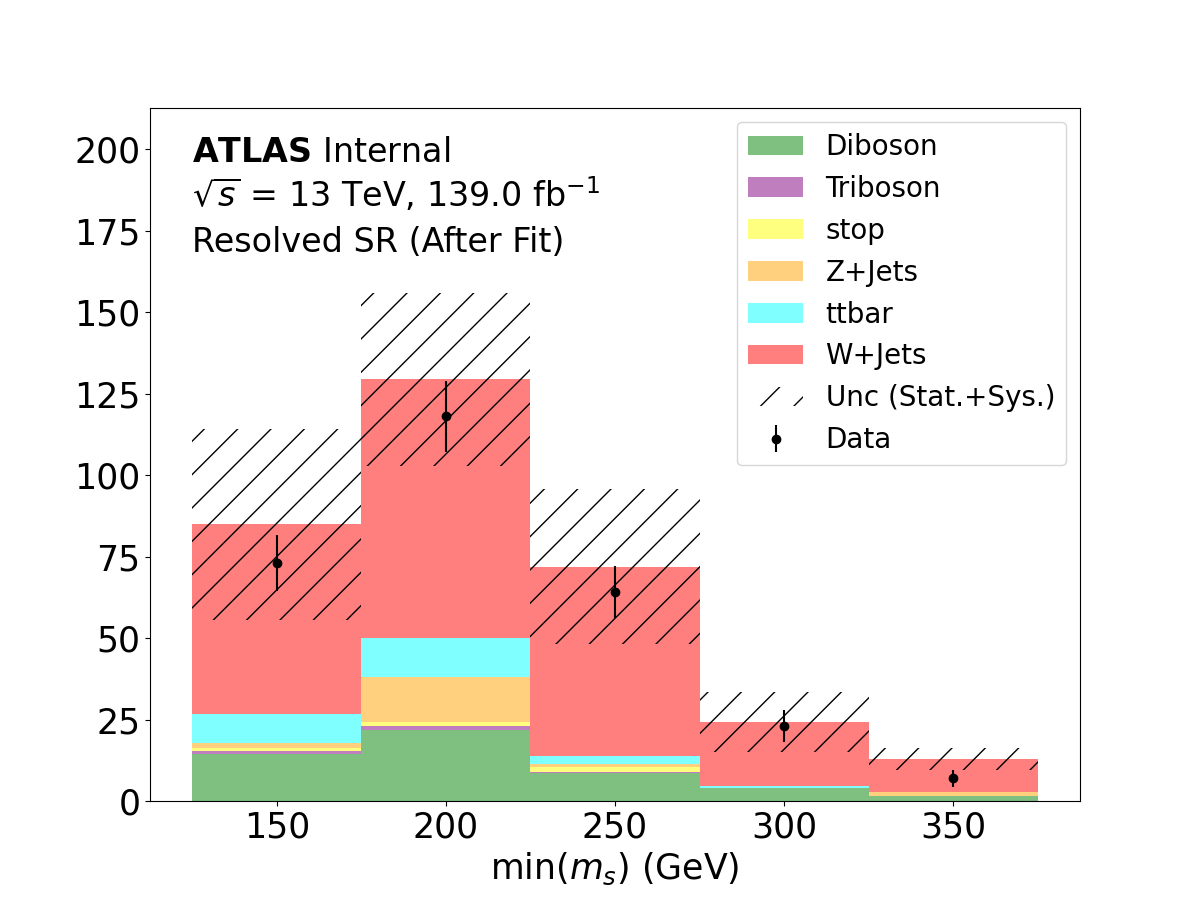 ATLAS Internal
√s = 13 TeV, 139.0 fb⁻¹
Resolved SR (After Fit)
Diboson
Triboson
stop
Z+Jets
ttbar
W+Jets
Unc (Stat.+Sys.)
Data
200
175
150
125
100
75
50
25
0
150 200 250 300 350
min(mₛ) (GeV)